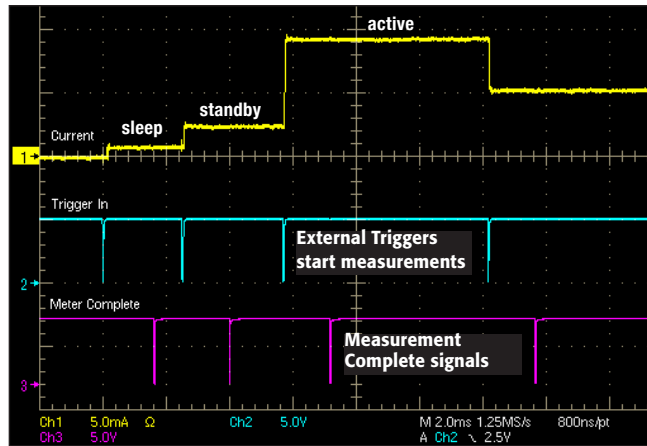 active
standby
sleep
Current
1
Trigger In
External Triggers
start measurements
2
Meter Complete
Measurement
Complete signals
3
Ch1 5.0mA Ω Ch2 5.0V M 2.0ms 1.25MS/s 800ns/pt
Ch3 5.0V A Ch2 ∖ 2.5V